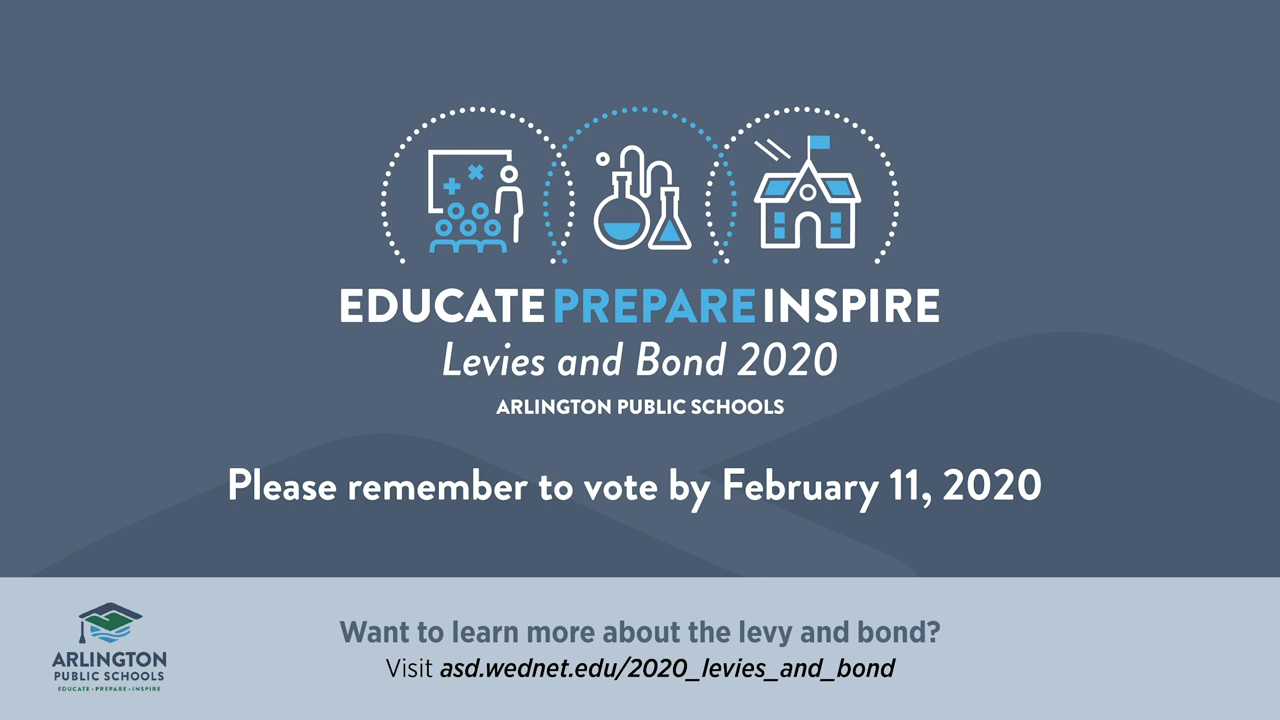 EDUCATE PREPARE INSPIRE
Levies and Bond 2020
ARLINGTON PUBLIC SCHOOLS
Please remember to vote by February 11, 2020
Want to learn more about the levy and bond?
Visit asd.wednet.edu/2020_levies_and_bond
ARLINGTON
PUBLIC SCHOOLS
EDUCATE • PREPARE • INSPIRE